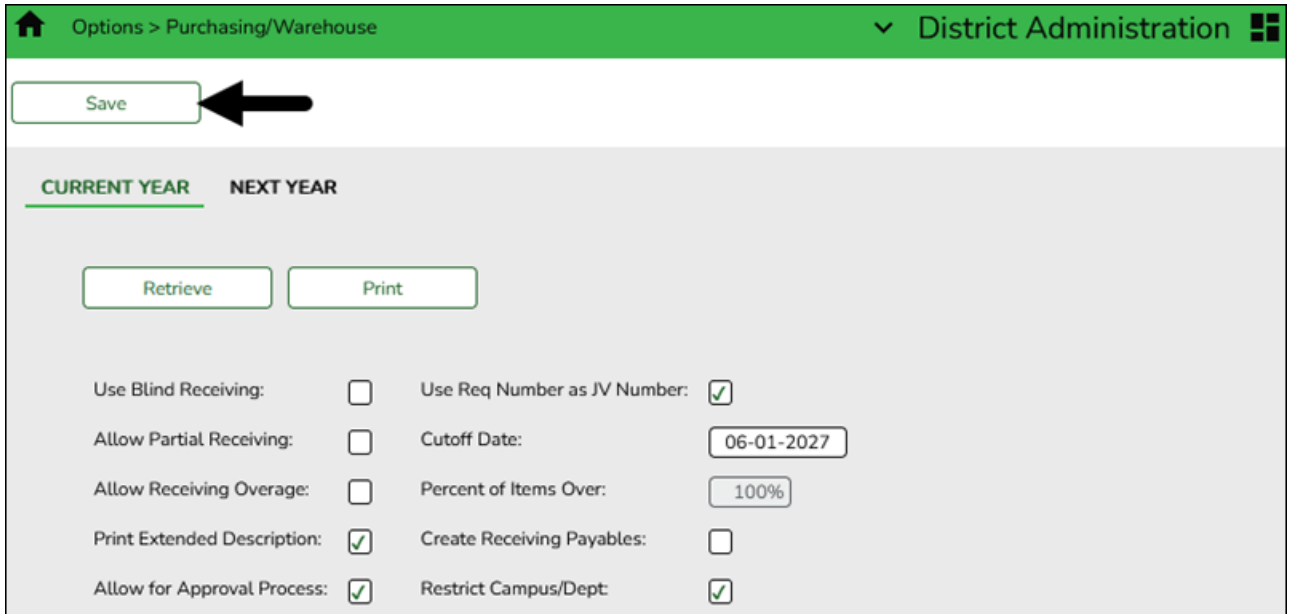 Options > Purchasing/Warehouse District Administration
Save
CURRENT YEAR NEXT YEAR
Retrieve Print
Use Blind Receiving: Use Req Number as JV Number:
Allow Partial Receiving: Cutoff Date: 06-01-2027
Allow Receiving Overage: Percent of Items Over: 100%
Print Extended Description: Create Receiving Payables:
Allow for Approval Process: Restrict Campus/Dept: